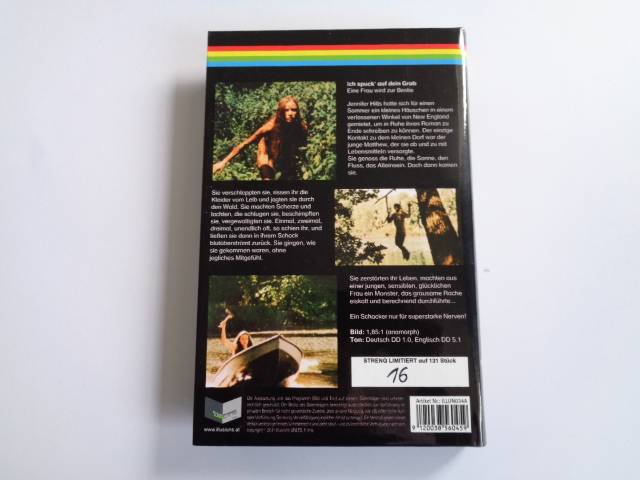 Ich spuck' auf dein Grab
Eine Frau wird zur Bestie
Jennifer Hills hatte sich für einen
Sommer ein kleines Häuschen in einem
verlassenen Winkel von New England
gemietet, um in Ruhe ihren Roman zu
Ende schreiben zu können. Der einzige
Kontakt zu dem kleinen Dorf war der
junge Matthew, der sie ab und zu mit
Lebensmitteln versorgte.
Sie genoss die Ruhe, die Sonne, den
Fluss, das Alleinsein. Doch dann kamen
sie.
Sie verschleppten sie, rissen ihr die
Kleider vom Leib und jagten sie durch
den Wald. Sie machten Scherze und
lachten, die schlugen sie, beschimpften
sie, vergewaltigten sie. Einmal, zweimal,
dreimal, unendlich oft, so schien ihr, und
ließen sie dann in ihrem Schock
blutüberströmt zurück. Sie gingen, wie
sie gekommen waren, ohne
jegliches Mitgefühl.
Sie zerstörten ihr Leben, machten aus
einer jungen, sensiblen, glücklichen
Frau ein Monster, das grausame Rache
eiskalt und berechnend durchführte...
Ein Schocker nur für superstarke Nerven!
Bild: 1,85:1 (anamorph)
Ton: Deutsch DD 1.0, Englisch DD 5.1
STRENG LIMITIERT auf 131 Stück
16
www.illusions.at
Artikel Nr.: ILLUN034A
9 120038 560459